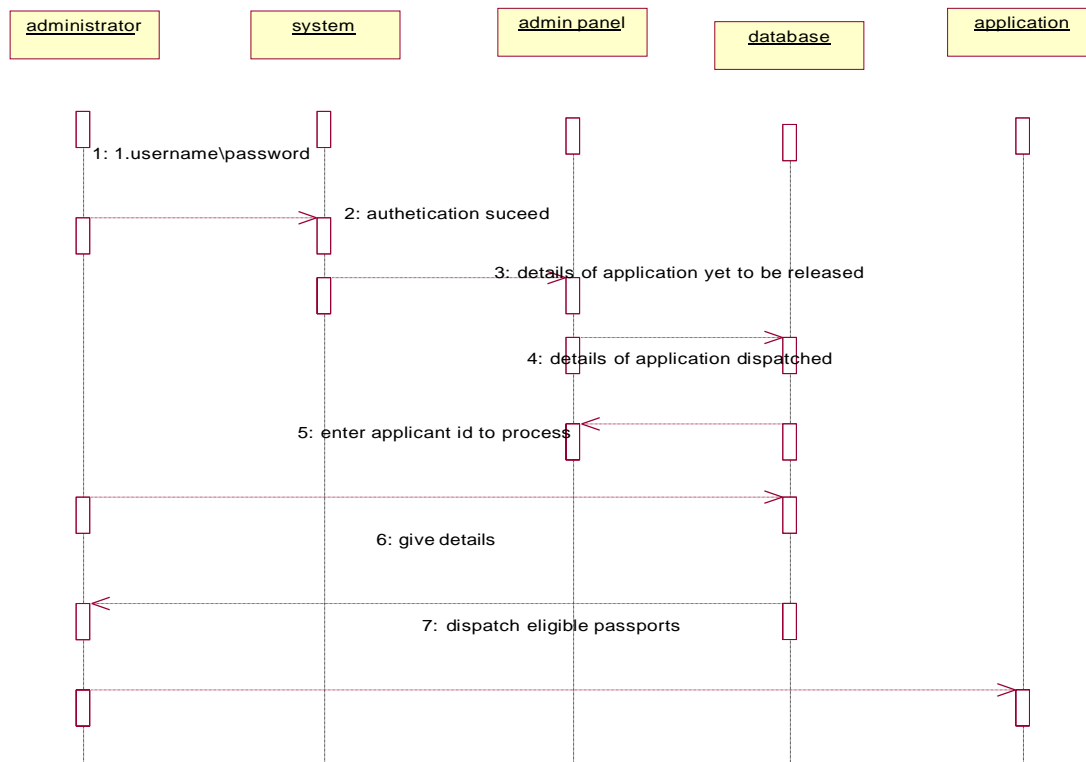 administrator
system
admin panel
database
application
1: 1.username\password
2: authetication suceed
3: details of application yet to be released
4: details of application dispatched
5: enter applicant id to process
6: give details
7: dispatch eligible passports